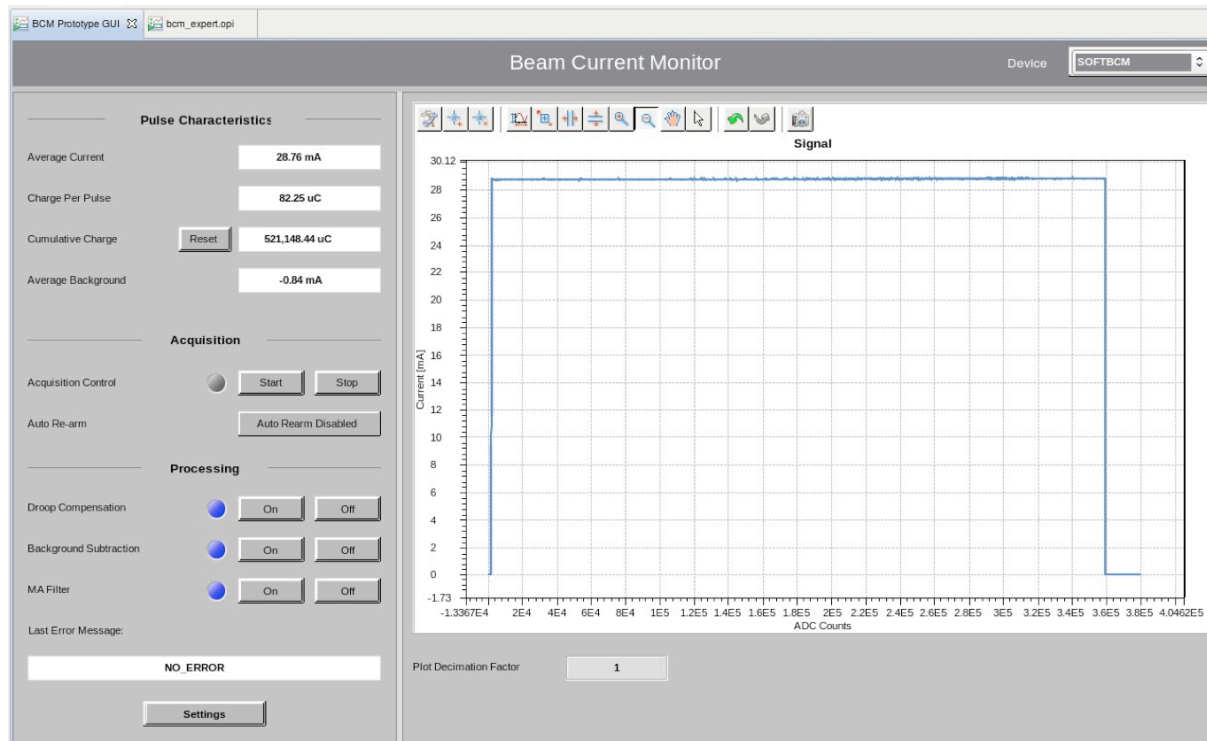 BCM Prototype GUI
bcm_expert.opi
Beam Current Monitor
Device
SOFTBCM
Pulse Characteristics
Average Current
28.76 mA
Charge Per Pulse
82.25 uC
Cumulative Charge
Reset
521,148.44 uC
Average Background
-0.84 mA
Acquisition
Acquisition Control
Start
Stop
Auto Re-arm
Auto Rearm Disabled
Processing
Droop Compensation
On
Off
Background Subtraction
On
Off
MA Filter
On
Off
Last Error Message:
NO_ERROR
Settings
Signal
30.12
28
26
24
22
20
18
16
14
12
10
8
6
4
2
0
-1.73
Current [mA]
-1.3367E4 2E4 4E4 6E4 8E4 1E5 1.2E5 1.4E5 1.6E5 1.8E5 2E5 2.2E5 2.4E5 2.6E5 2.8E5 3E5 3.2E5 3.4E5 3.6E5 3.8E5 4.0462E5
ADC Counts
Plot Decimation Factor
1